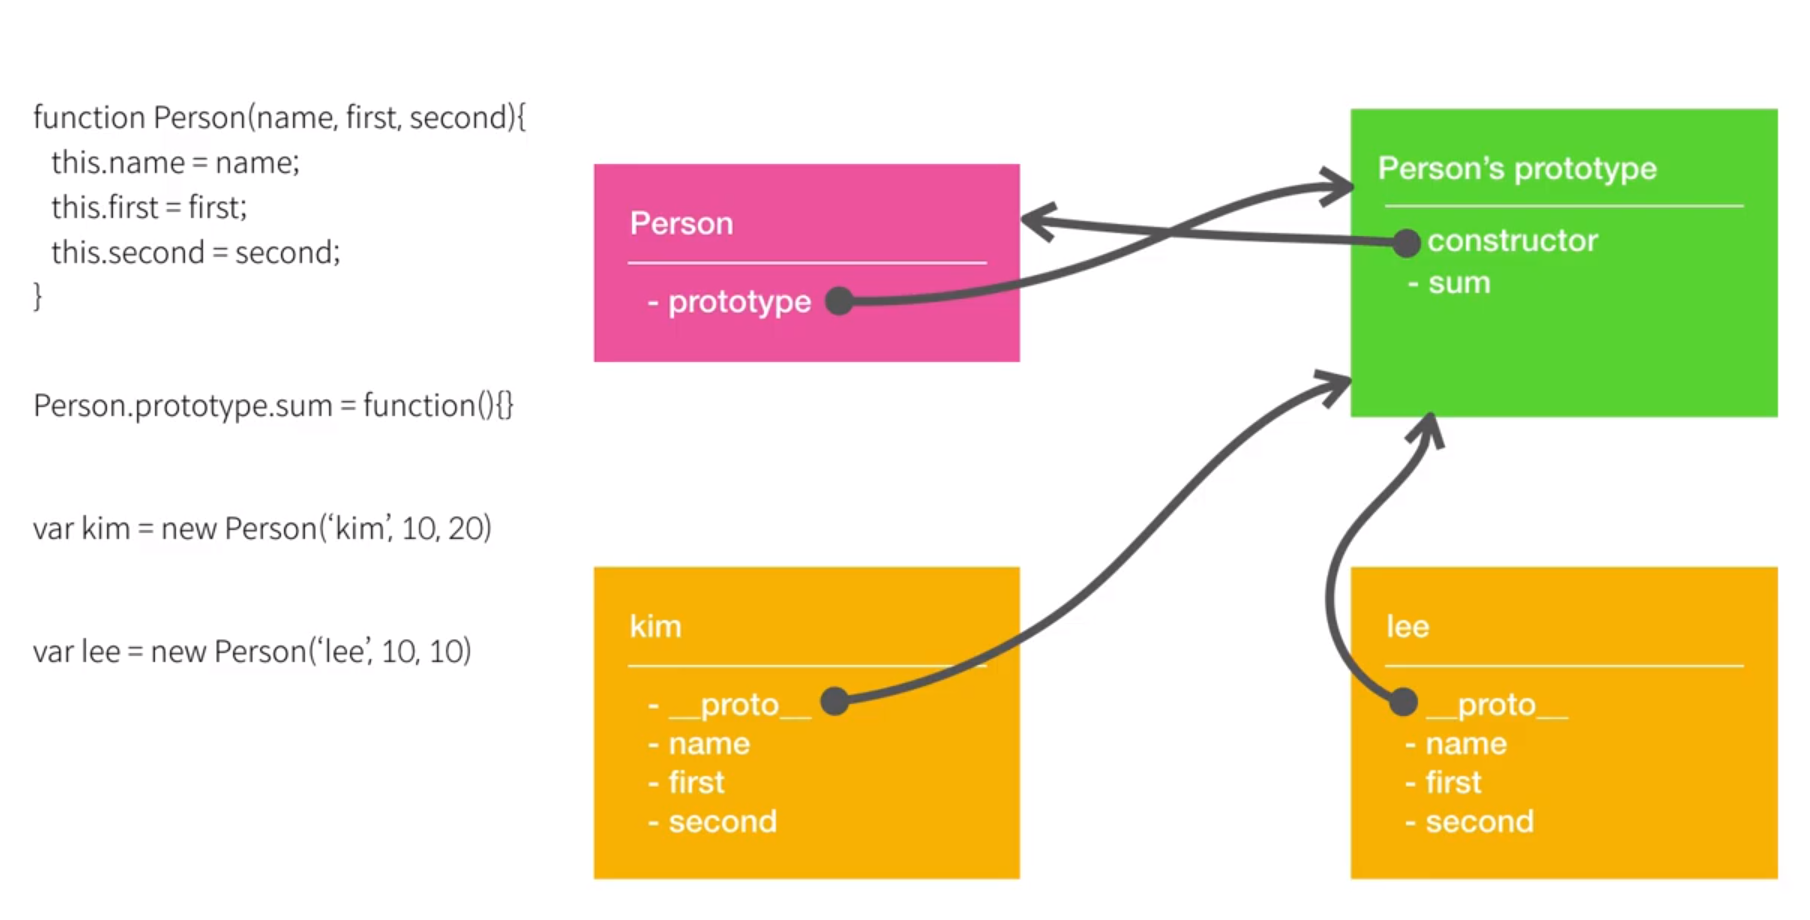 function Person(name, first, second){
this.name = name;
this.first = first;
this.second = second;
}
Person.prototype.sum = function(){}
var kim = new Person(‘kim’, 10, 20)
var lee = new Person(‘lee’, 10, 10)
Person
- prototype
Person’s prototype
constructor
- sum
kim
- __proto__
- name
- first
- second
lee
__proto__
- name
- first
- second